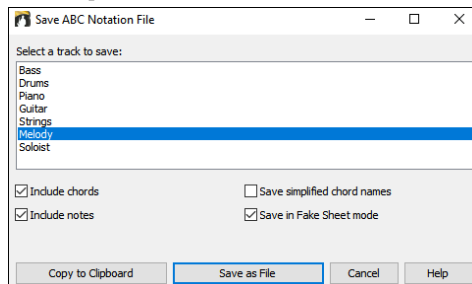 Save ABC Notation File
Select a track to save:
Bass
Drums
Piano
Guitar
Strings
Melody
Soloist
Include chords
Save simplified chord names
Include notes
Save in Fake Sheet mode
Copy to Clipboard
Save as File
Cancel
Help